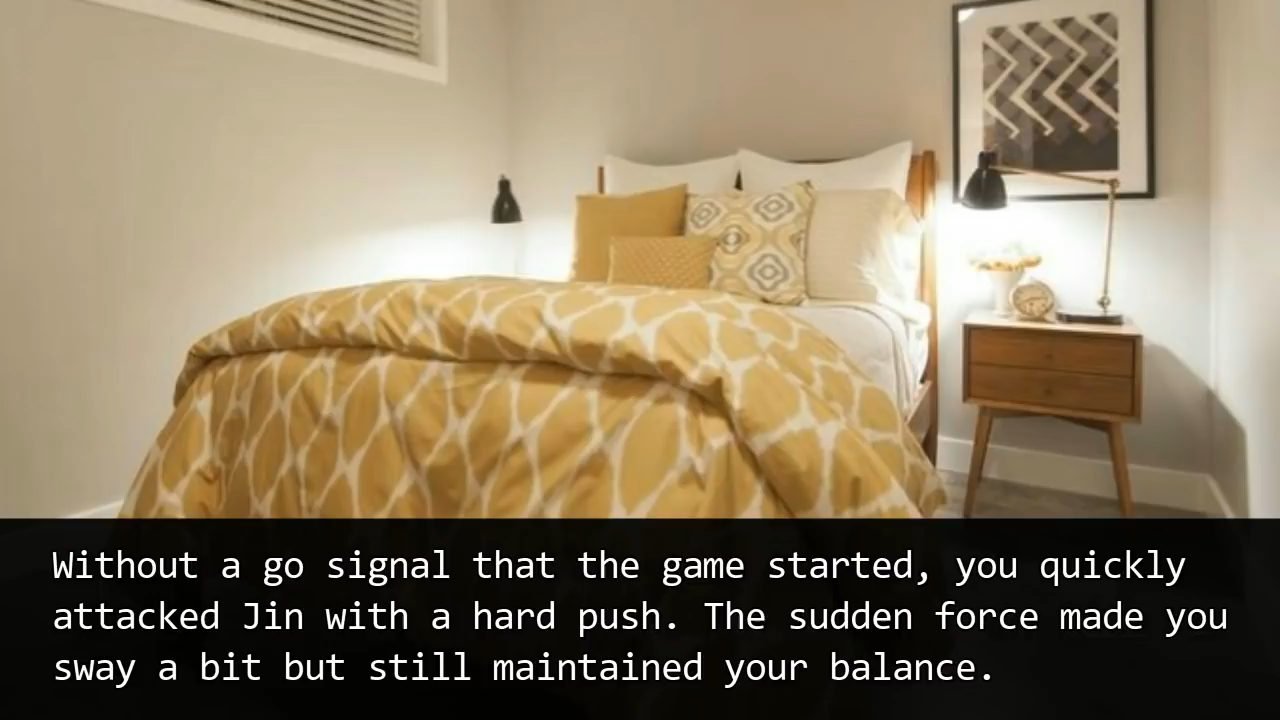 Without a go signal that the game started, you quickly
attacked Jin with a hard push. The sudden force made you
sway a bit but still maintained your balance.